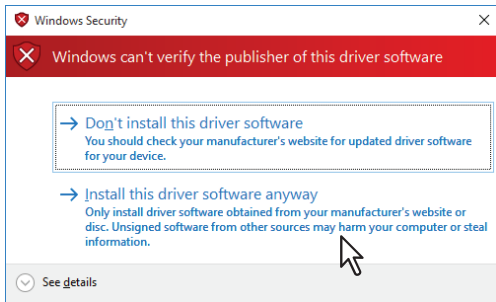 Windows Security
Windows can't verify the publisher of this driver software
Don't install this driver software
You should check your manufacturer's website for updated driver software
for your device.
Install this driver software anyway
Only install driver software obtained from your manufacturer's website or
disc. Unsigned software from other sources may harm your computer or steal
information.
See details